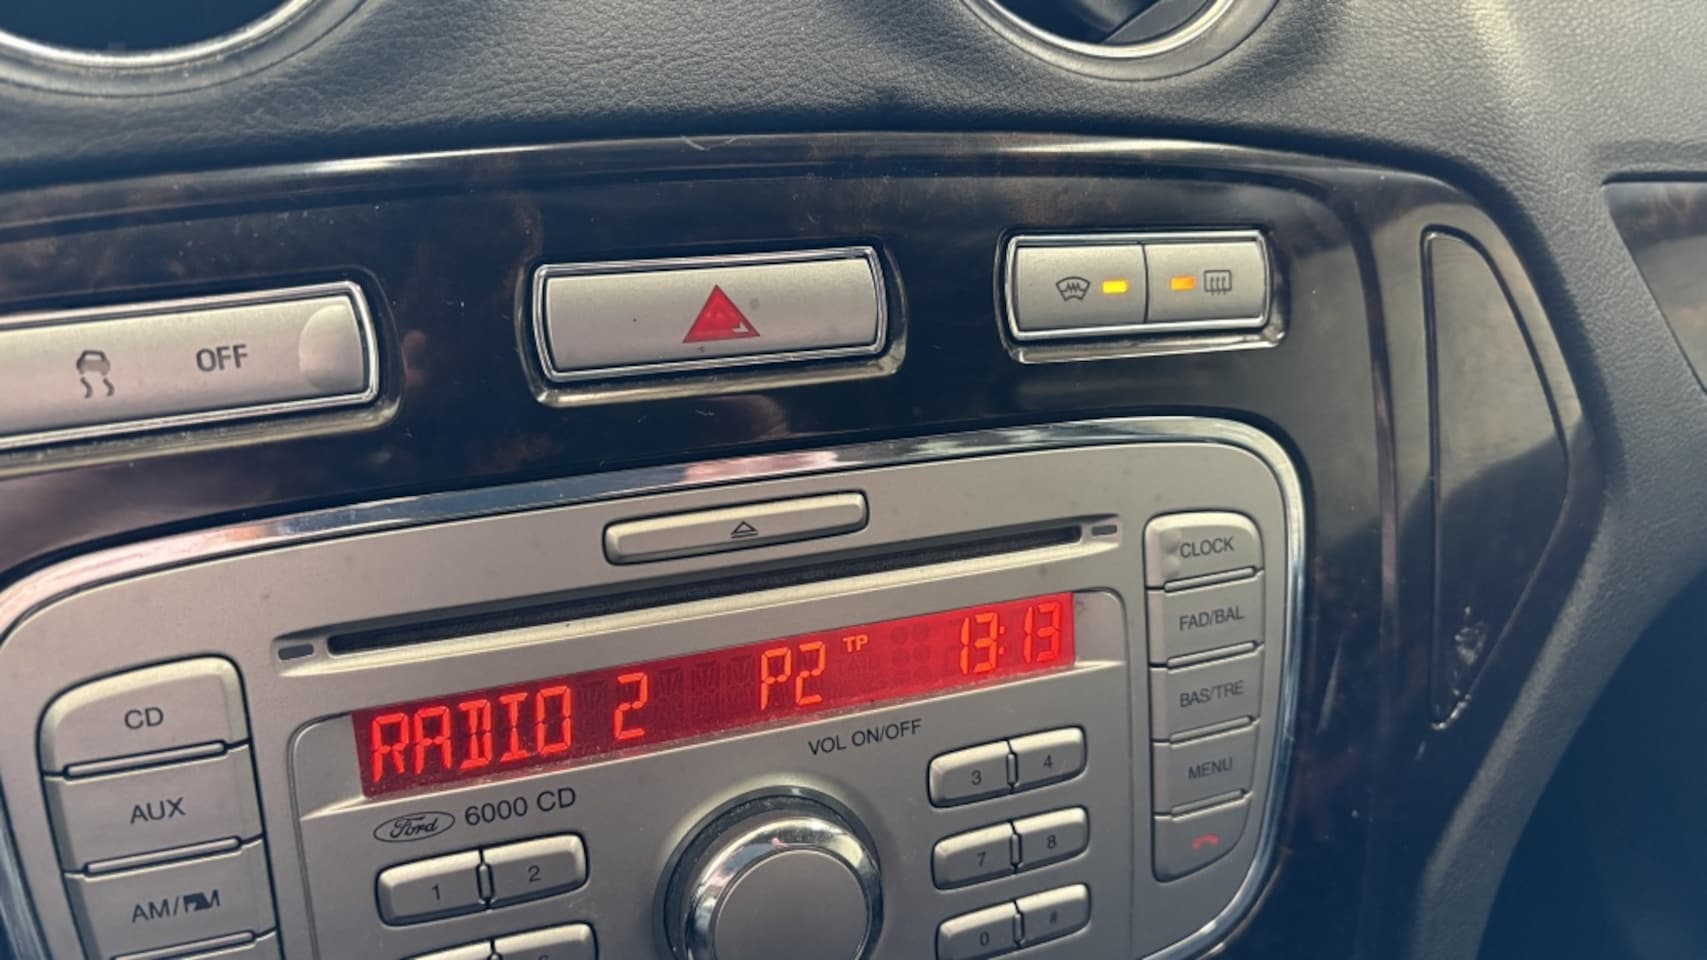 OFF
CLOCK
FAD/BAL
BAS/TRE
MENU
RADIO 2 P2 TP 13:13
VOL ON/OFF
Ford 6000 CD
CD
AUX
AM/FM
1 2
3 4
7 8
0 #